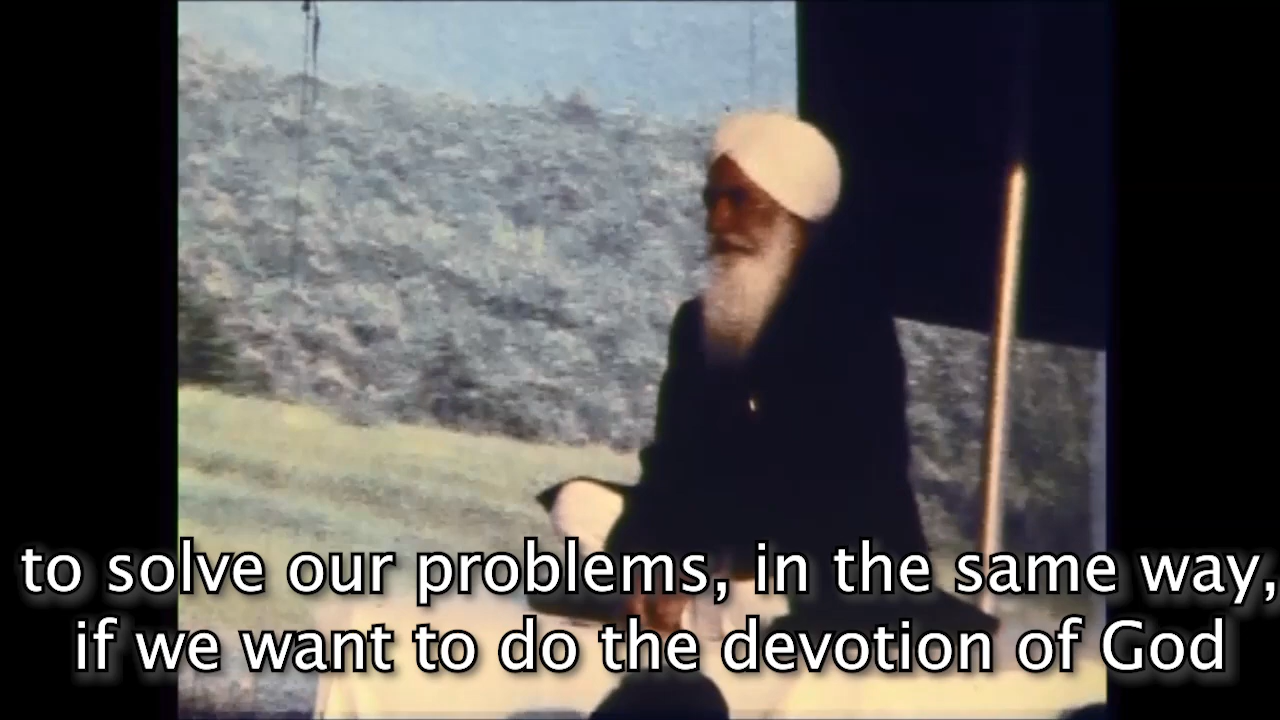 to solve our problems, in the same way,
if we want to do the devotion of God